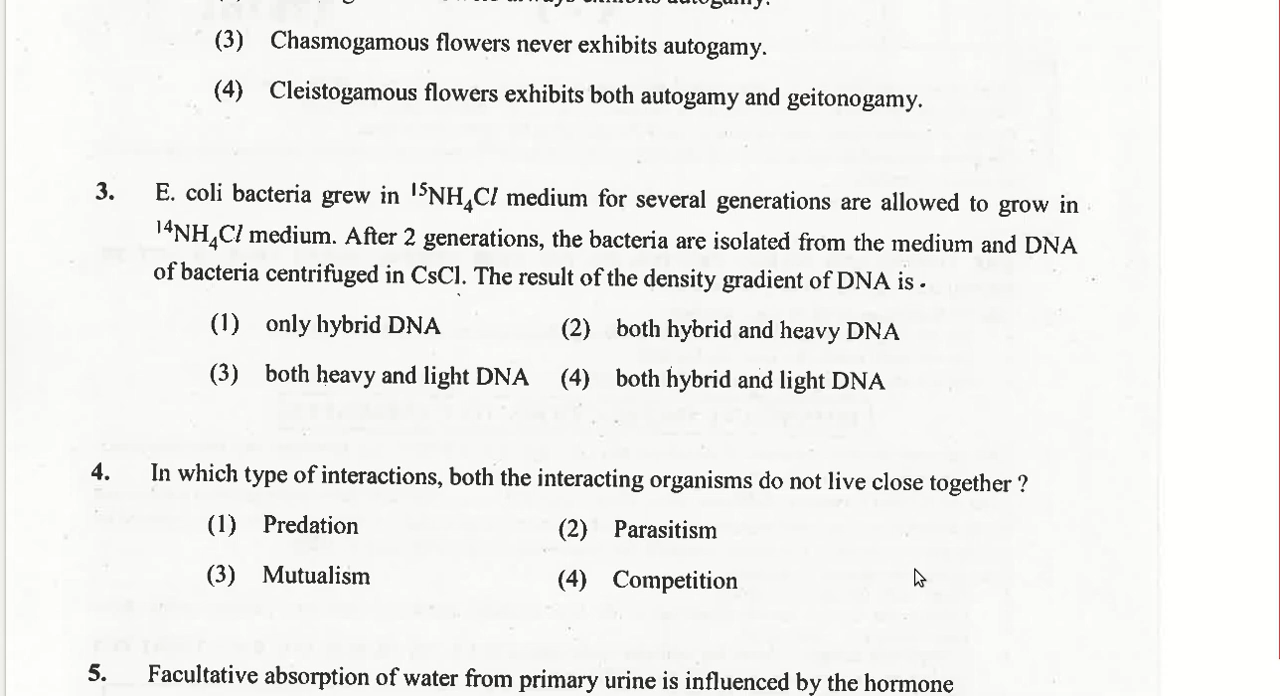 always exhibits autogamy.
(3) Chasmogamous flowers never exhibits autogamy.
(4) Cleistogamous flowers exhibits both autogamy and geitonogamy.
3. E. coli bacteria grew in ¹⁵NH₄Cl medium for several generations are allowed to grow in
¹⁴NH₄Cl medium. After 2 generations, the bacteria are isolated from the medium and DNA
of bacteria centrifuged in CsCl. The result of the density gradient of DNA is -
(1) only hybrid DNA (2) both hybrid and heavy DNA
(3) both heavy and light DNA (4) both hybrid and light DNA
4. In which type of interactions, both the interacting organisms do not live close together ?
(1) Predation (2) Parasitism
(3) Mutualism (4) Competition
5. Facultative absorption of water from primary urine is influenced by the hormone